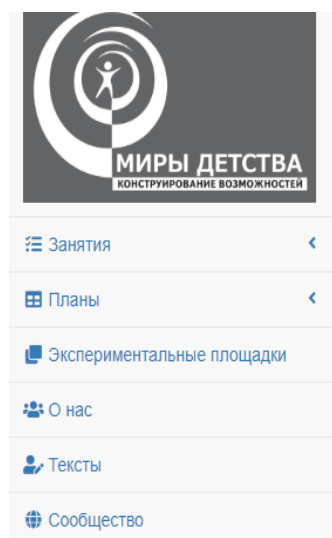 МИРЫ ДЕТСТВА
КОНСТРУИРОВАНИЕ ВОЗМОЖНОСТЕЙ
Занятия
Планы
Экспериментальные площадки
О нас
Тексты
Сообщество